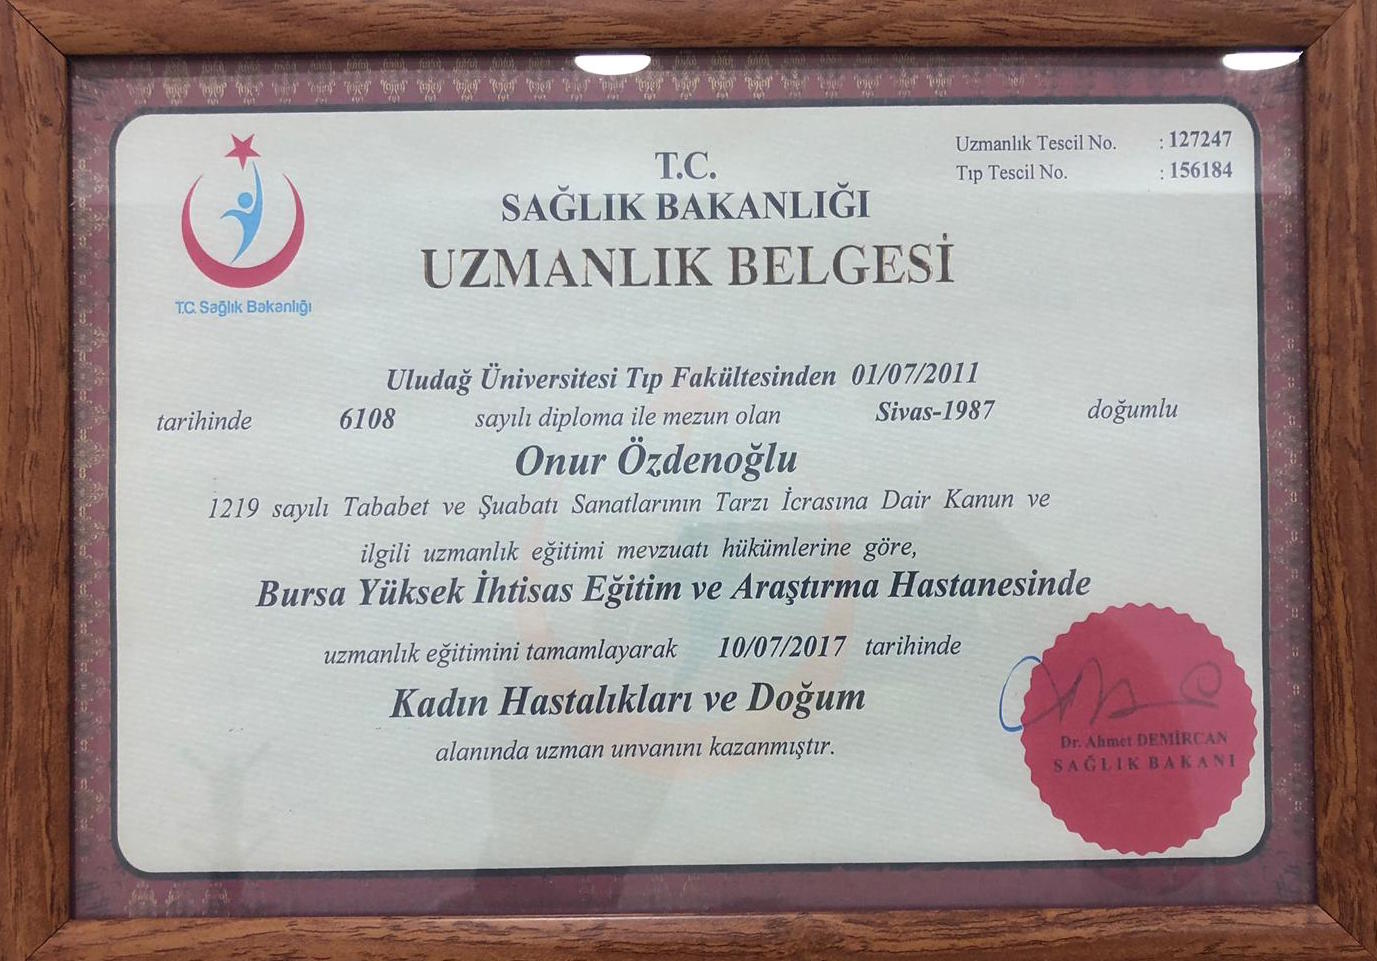 Uzmanlık Tescil No. : 127247
Tıp Tescil No. : 156184
T.C.
SAĞLIK BAKANLIĞI
UZMANLIK BELGESİ
T.C. Sağlık Bakanlığı
Uludağ Üniversitesi Tıp Fakültesinden 01/07/2011
tarihinde 6108 sayılı diploma ile mezun olan Sivas-1987 doğumlu
Onur Özdenoğlu
1219 sayılı Tababet ve Şuabatı Sanatlarının Tarzı İcrasına Dair Kanun ve
ilgili uzmanlık eğitimi mevzuatı hükümlerine göre,
Bursa Yüksek İhtisas Eğitim ve Araştırma Hastanesinde
uzmanlık eğitimini tamamlayarak 10/07/2017 tarihinde
Kadın Hastalıkları ve Doğum
alanında uzman unvanını kazanmıştır.
Dr. Ahmet DEMİRCAN
SAĞLIK BAKANI